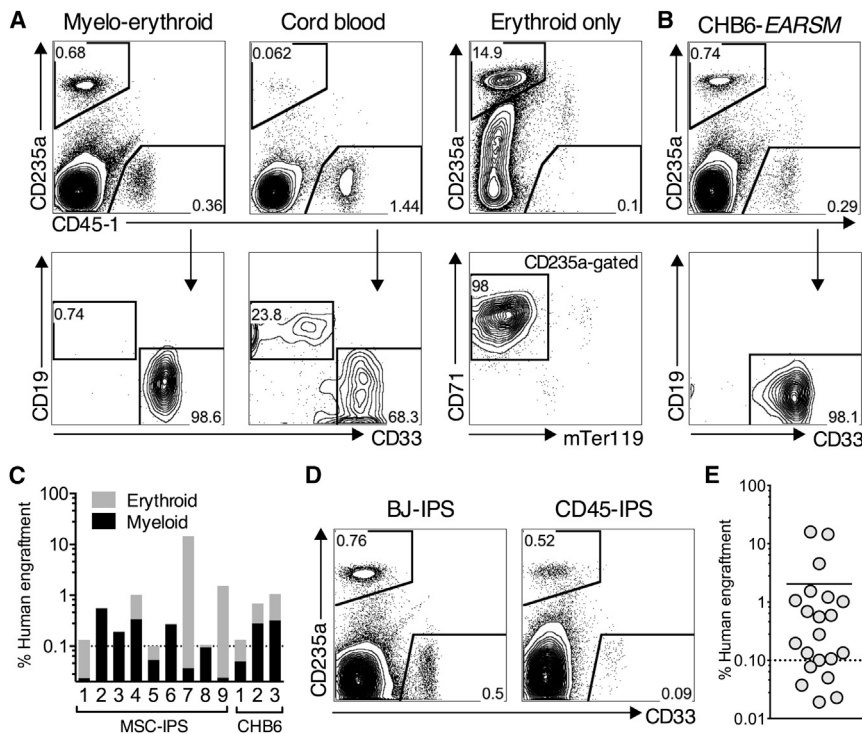 A
Myelo-erythroid
Cord blood
Erythroid only
B
CHB6-EARSM
0.68
0.062
14.9
0.74
CD235a
CD235a
CD235a
CD235a
0.36
1.44
0.1
0.29
CD45-1
CD235a-gated
0.74
23.8
98
CD19
CD71
CD19
98.6
68.3
98.1
CD33
mTer119
CD33
C
% Human engraftment
100
10
1
0.1
Erythroid
Myeloid
1 2 3 4 5 6 7 8 9 1 2 3
MSC-IPS
CHB6
D
BJ-IPS
CD45-IPS
0.76
0.52
CD235a
0.5
0.09
CD33
E
% Human engraftment
100
10
1
0.10
0.01